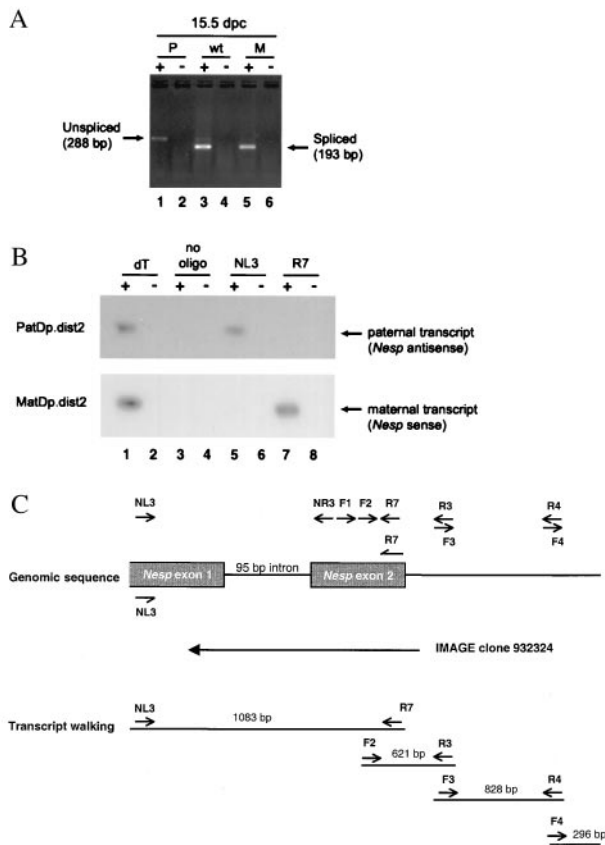 A
15.5 dpc
P wt M
+ - + - + -
Unspliced
(288 bp)
Spliced
(193 bp)
1 2 3 4 5 6
B
dT no oligo NL3 R7
+ - + - + - + -
PatDp.dist2
paternal transcript
(Nesp antisense)
MatDp.dist2
maternal transcript
(Nesp sense)
1 2 3 4 5 6 7 8
C
NL3 NR3 F1 F2 R7 R3 R4
R7 F3 F4
Genomic sequence Nesp exon 1 95 bp intron Nesp exon 2
NL3
IMAGE clone 932324
NL3 R7
Transcript walking 1083 bp
F2 R3
621 bp
F3 R4
828 bp
F4
296 bp